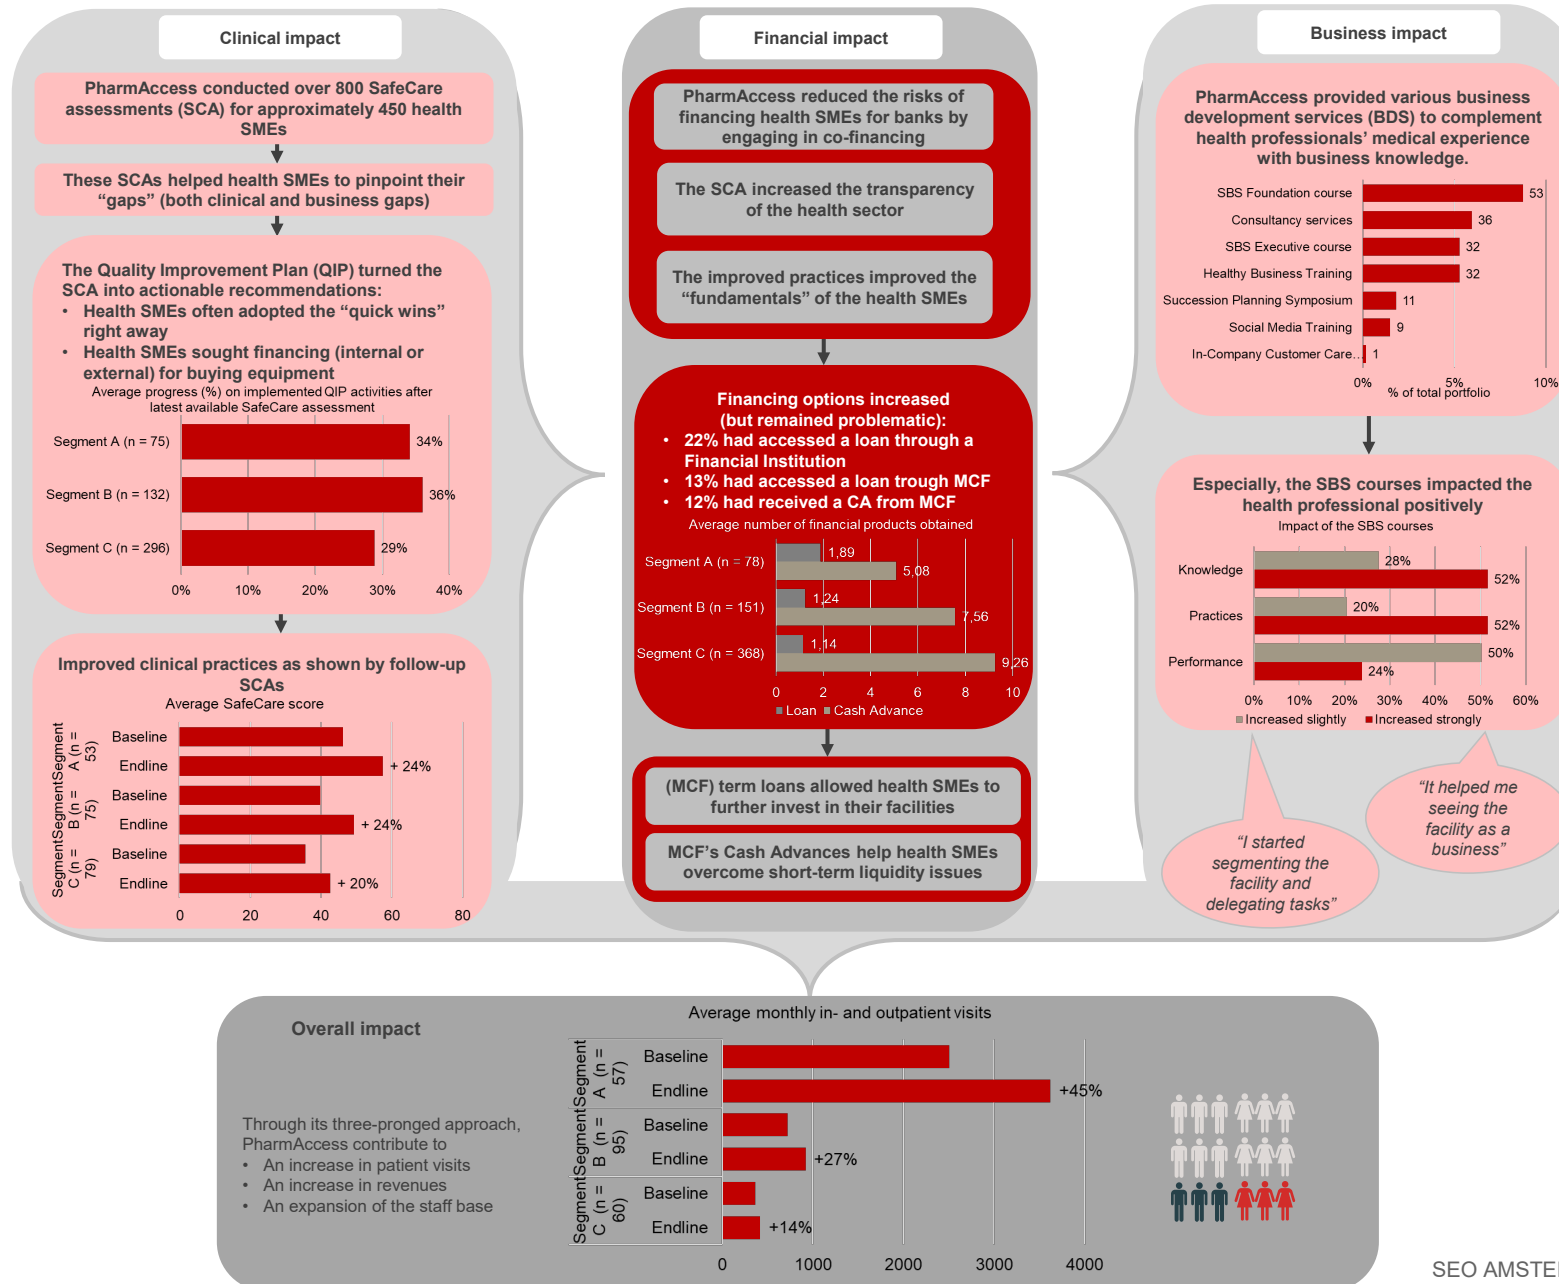 Clinical impact
PharmAccess conducted over 800 SafeCare
assessments (SCA) for approximately 450 health
SMEs
These SCAs helped health SMEs to pinpoint their
“gaps” (both clinical and business gaps)
The Quality Improvement Plan (QIP) turned the
SCA into actionable recommendations:
• Health SMEs often adopted the “quick wins”
right away
• Health SMEs sought financing (internal or
external) for buying equipment
Average progress (%) on implemented QIP activities after
latest available SafeCare assessment
Segment A (n = 75) 34%
Segment B (n = 132) 36%
Segment C (n = 296) 29%
0% 10% 20% 30% 40%
Improved clinical practices as shown by follow-up
SCAs
Average SafeCare score
Segment
A (n =
53)
Baseline
Endline + 24%
Segment
B (n =
75)
Baseline
Endline + 24%
Segment
C (n =
79)
Baseline
Endline + 20%
0 20 40 60 80
Financial impact
PharmAccess reduced the risks of
financing health SMEs for banks by
engaging in co-financing
The SCA increased the transparency
of the health sector
The improved practices improved the
“fundamentals” of the health SMEs
Financing options increased
(but remained problematic):
• 22% had accessed a loan through a
Financial Institution
• 13% had accessed a loan trough MCF
• 12% had received a CA from MCF
Average number of financial products obtained
Segment A (n = 78) 1,89
5,08
Segment B (n = 151) 1,24
7,56
Segment C (n = 368) 1,14
9,26
0 2 4 6 8 10
Loan Cash Advance
(MCF) term loans allowed health SMEs to
further invest in their facilities
MCF’s Cash Advances help health SMEs
overcome short-term liquidity issues
Business impact
PharmAccess provided various business
development services (BDS) to complement
health professionals’ medical experience
with business knowledge.
SBS Foundation course 53
Consultancy services 36
SBS Executive course 32
Healthy Business Training 32
Succession Planning Symposium 11
Social Media Training 9
In-Company Customer Care… 1
0% 5% 10%
% of total portfolio
Especially, the SBS courses impacted the
health professional positively
Impact of the SBS courses
Knowledge 28%
52%
Practices 20%
52%
Performance 50%
24%
0% 10% 20% 30% 40% 50% 60%
Increased slightly Increased strongly
“I started
segmenting the
facility and
delegating tasks”
“It helped me
seeing the
facility as a
business”
Overall impact
Through its three-pronged approach,
PharmAccess contribute to
• An increase in patient visits
• An increase in revenues
• An expansion of the staff base
Average monthly in- and outpatient visits
Segment
A (n =
57)
Baseline
Endline +45%
Segment
B (n =
95)
Baseline
Endline +27%
Segment
C (n =
60)
Baseline
Endline +14%
0 1000 2000 3000 4000
SEO AMSTE